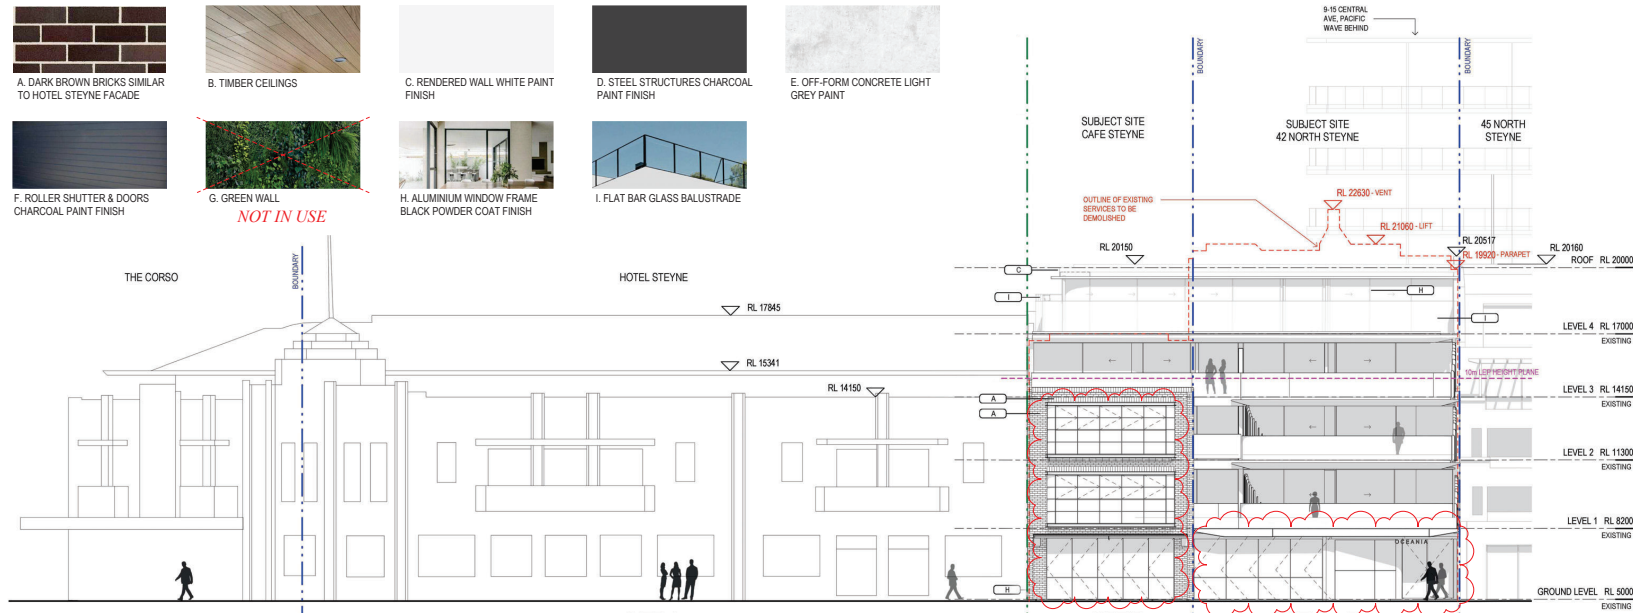 A. DARK BROWN BRICKS SIMILAR
TO HOTEL STEYNE FACADE
B. TIMBER CEILINGS
C. RENDERED WALL WHITE PAINT
FINISH
D. STEEL STRUCTURES CHARCOAL
PAINT FINISH
E. OFF-FORM CONCRETE LIGHT
GREY PAINT
F. ROLLER SHUTTER & DOORS
CHARCOAL PAINT FINISH
G. GREEN WALL
NOT IN USE
H. ALUMINIUM WINDOW FRAME
BLACK POWDER COAT FINISH
I. FLAT BAR GLASS BALUSTRADE
9-15 CENTRAL
AVE, PACIFIC
WAVE BEHIND
BOUNDARY
BOUNDARY
SUBJECT SITE
CAFE STEYNE
SUBJECT SITE
42 NORTH STEYNE
45 NORTH
STEYNE
OUTLINE OF EXISTING
SERVICES TO BE
DEMOLISHED
RL 22630 - VENT
RL 21060 - LIFT
RL 20150
RL 20517
RL 20160
RL 19920 - PARAPET
ROOF RL 20000
THE CORSO
BOUNDARY
HOTEL STEYNE
C
H
I
I
RL 17845
LEVEL 4 RL 17000
EXISTING
RL 15341
10m LEP HEIGHT PLANE
RL 14150
LEVEL 3 RL 14150
EXISTING
A
A
LEVEL 2 RL 11300
EXISTING
LEVEL 1 RL 8200
EXISTING
OCEANIA
H
GROUND LEVEL RL 5000
EXISTING